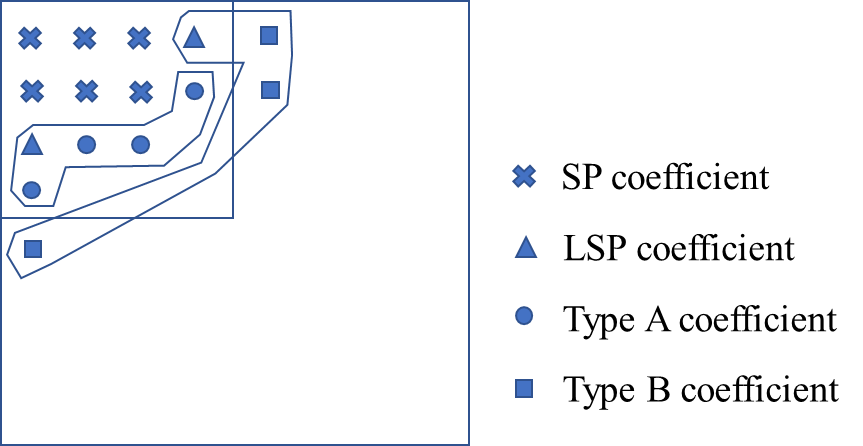 SP coefficient
LSP coefficient
Type A coefficient
Type B coefficient